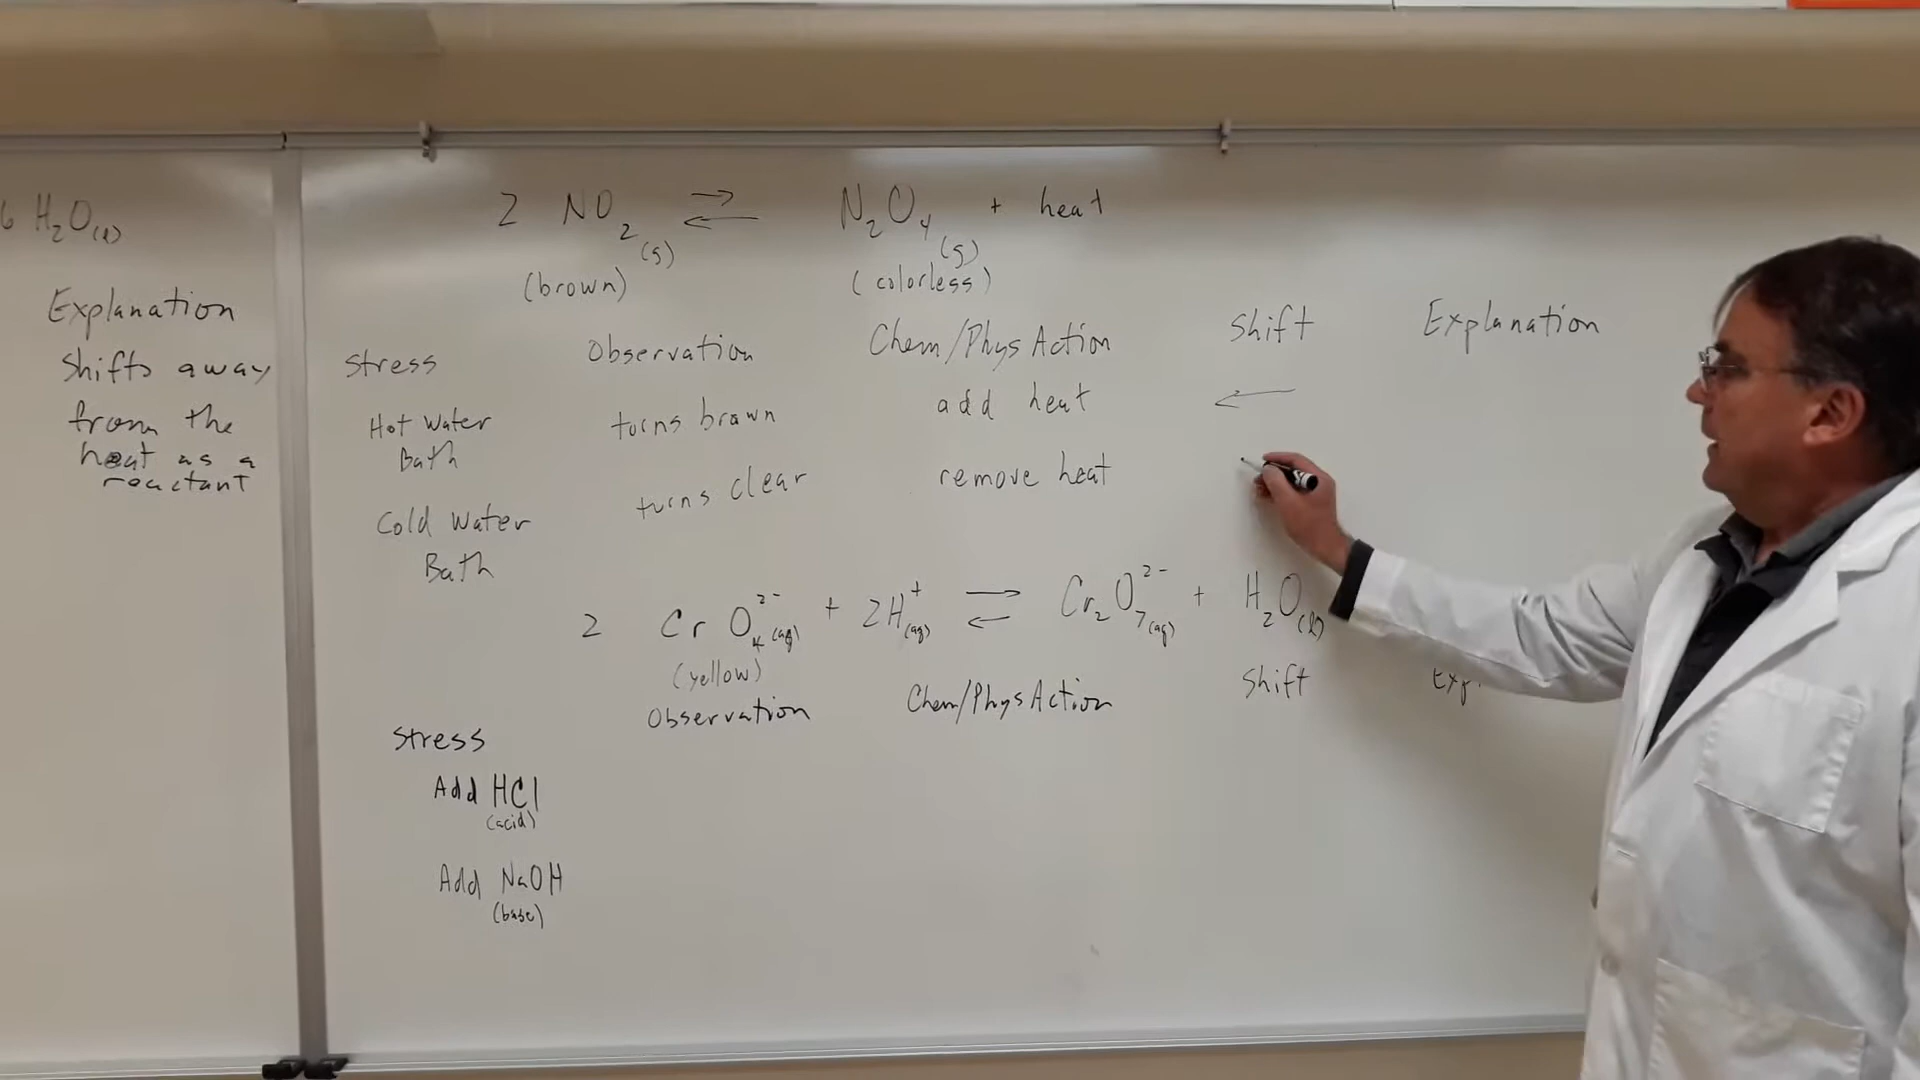 6 H₂O(l)
Explanation
Shifts away
from the
heat as a
reactant
2 NO₂(g) ⇌ N₂O₄(g) + heat
(brown) (colorless)
Stress Observation Chem/Phys Action Shift Explanation
Hot Water Bath turns brown add heat ←
Cold Water Bath turns clear remove heat
2 CrO₄²⁻(aq) + 2H⁺(aq) ⇌ Cr₂O₇²⁻(aq) + H₂O(l)
(yellow)
Stress Observation Chem/Phys Action Shift
Add HCl
(acid)
Add NaOH
(base)